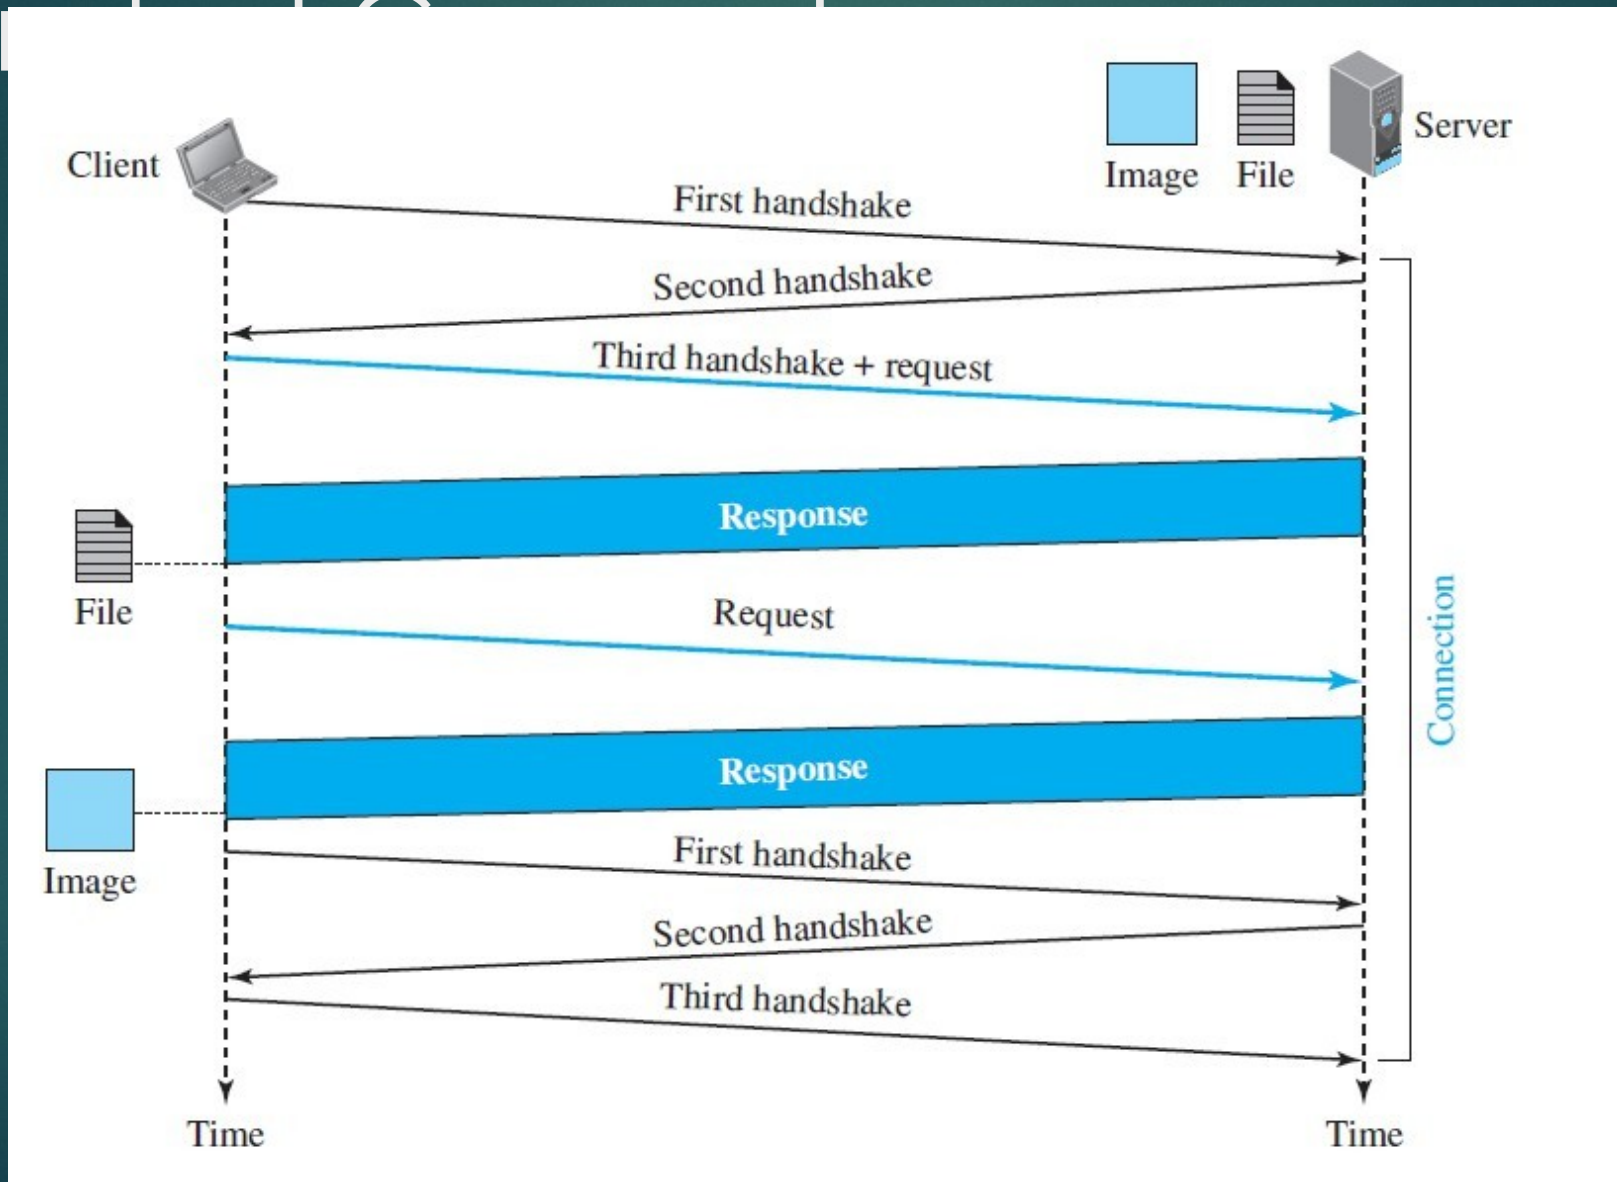 Client
Image
File
Server
First handshake
Second handshake
Third handshake + request
Response
File
Request
Connection
Response
Image
First handshake
Second handshake
Third handshake
Time
Time